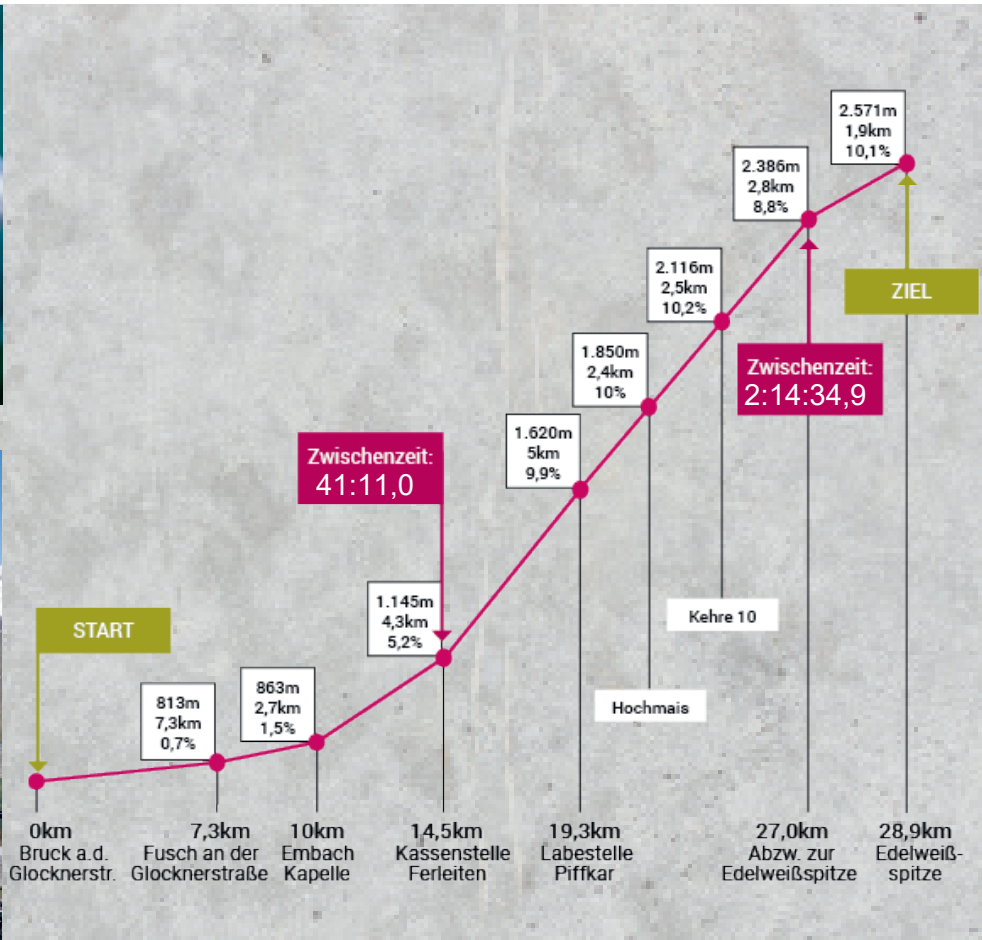 2.571m
1,9km
10,1%
2.386m
2,8km
8,8%
2.116m
2,5km
10,2%
ZIEL
1.850m
2,4km
10%
Zwischenzeit:
2:14:34,9
1.620m
5km
9,9%
Zwischenzeit:
41:11,0
1.145m
4,3km
5,2%
START
Kehre 10
813m
7,3km
0,7%
863m
2,7km
1,5%
Hochmais
0km
Bruck a.d.
Glocknerstr.
7,3km
Fusch an der
Glocknerstraße
10km
Embach
Kapelle
14,5km
Kassenstelle
Ferleiten
19,3km
Labestelle
Piffkar
27,0km
Abzw. zur
Edelweißspitze
28,9km
Edelweiß-
spitze